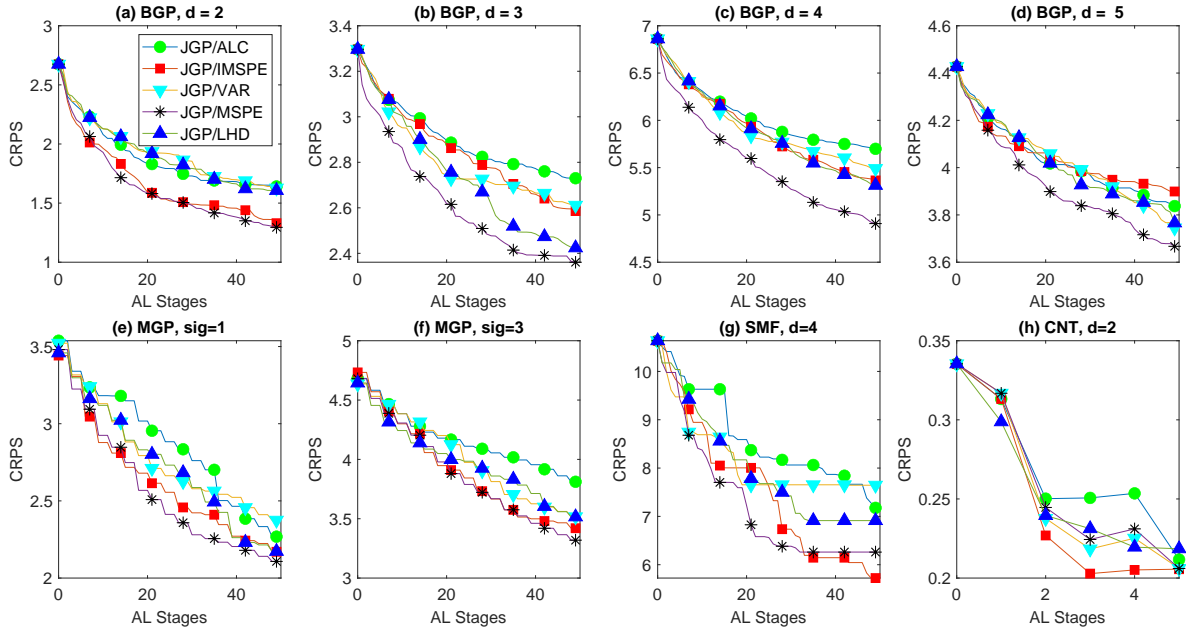 (a) BGP, d = 2
3
2.5
2
1.5
1
0
20
40
CRPS
AL Stages
JGP/ALC
JGP/IMSPE
JGP/VAR
JGP/MSPE
JGP/LHD
(b) BGP, d = 3
3.4
3.2
3
2.8
2.6
2.4
0
20
40
CRPS
AL Stages
(c) BGP, d = 4
7
6.5
6
5.5
5
4.5
0
20
40
CRPS
AL Stages
(d) BGP, d = 5
4.6
4.4
4.2
4
3.8
3.6
0
20
40
CRPS
AL Stages
(e) MGP, sig=1
3.5
3
2.5
2
0
20
40
CRPS
AL Stages
(f) MGP, sig=3
5
4.5
4
3.5
3
0
20
40
CRPS
AL Stages
(g) SMF, d=4
10
9
8
7
6
0
20
40
CRPS
AL Stages
(h) CNT, d=2
0.35
0.3
0.25
0.2
0
2
4
CRPS
AL Stages